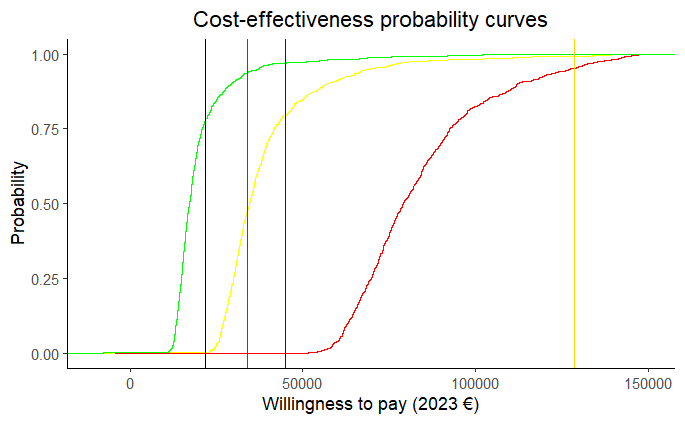 Cost-effectiveness probability curves
1.00
0.75
0.50
0.25
0.00
Probability
0 50000 100000 150000
Willingness to pay (2023 €)